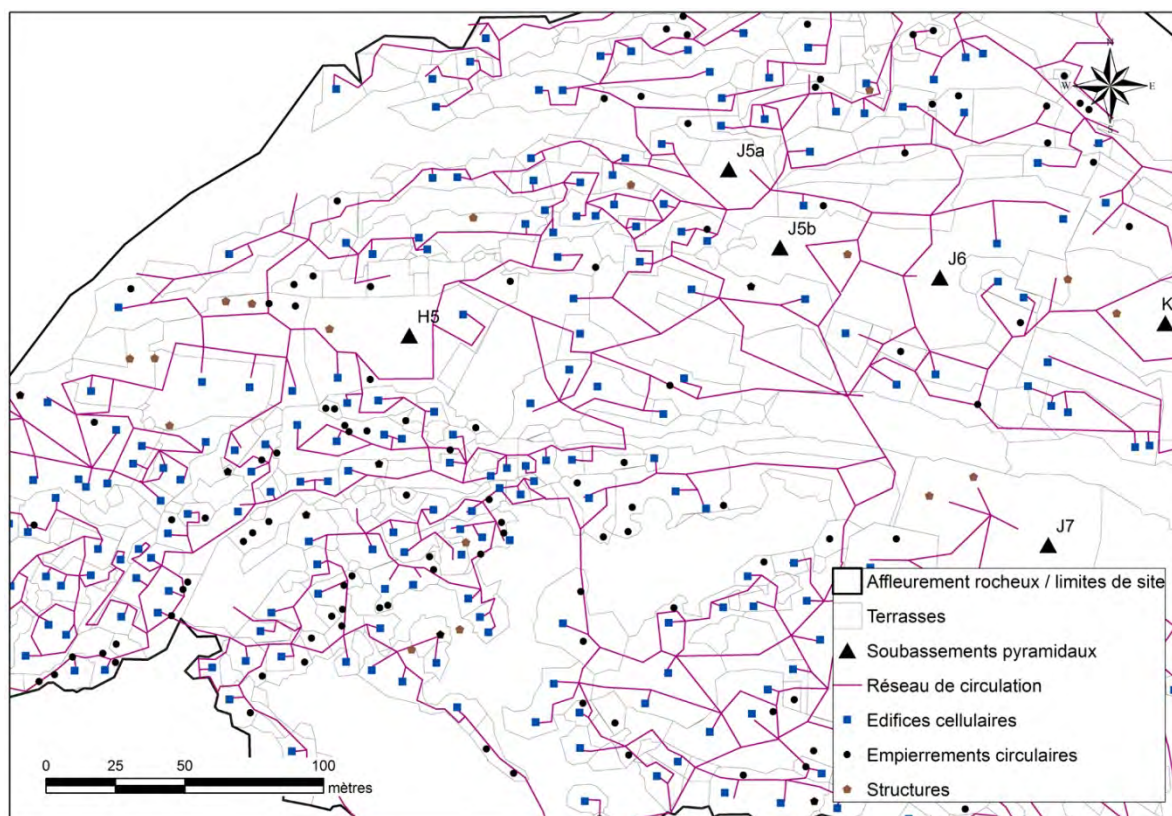 N
W E
S
J5a
J5b
J6
K
H5
J7
Affleurement rocheux / limites de site
Terrasses
Soubassements pyramidaux
Réseau de circulation
Edifices cellulaires
Empierrements circulaires
Structures
0 25 50 100
mètres